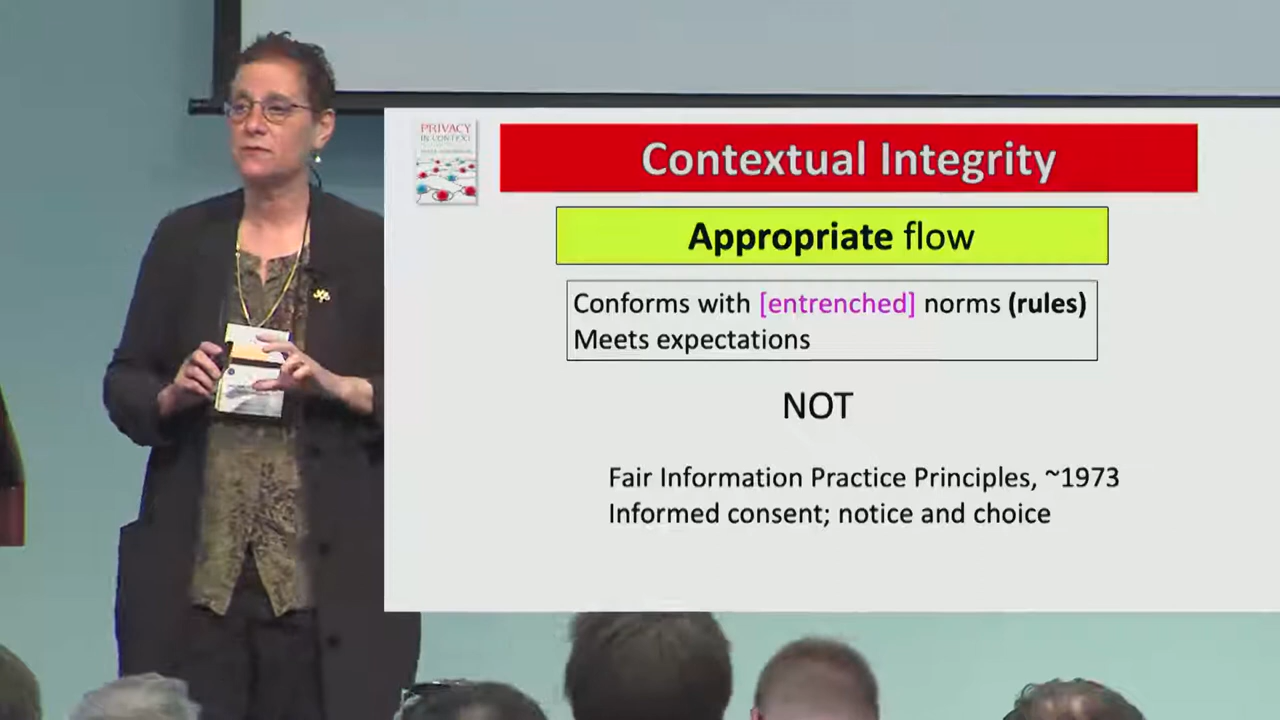 PRIVACY
IN CONTEXT
Contextual Integrity
Appropriate flow
Conforms with [entrenched] norms (rules)
Meets expectations
NOT
Fair Information Practice Principles, ~1973
Informed consent; notice and choice